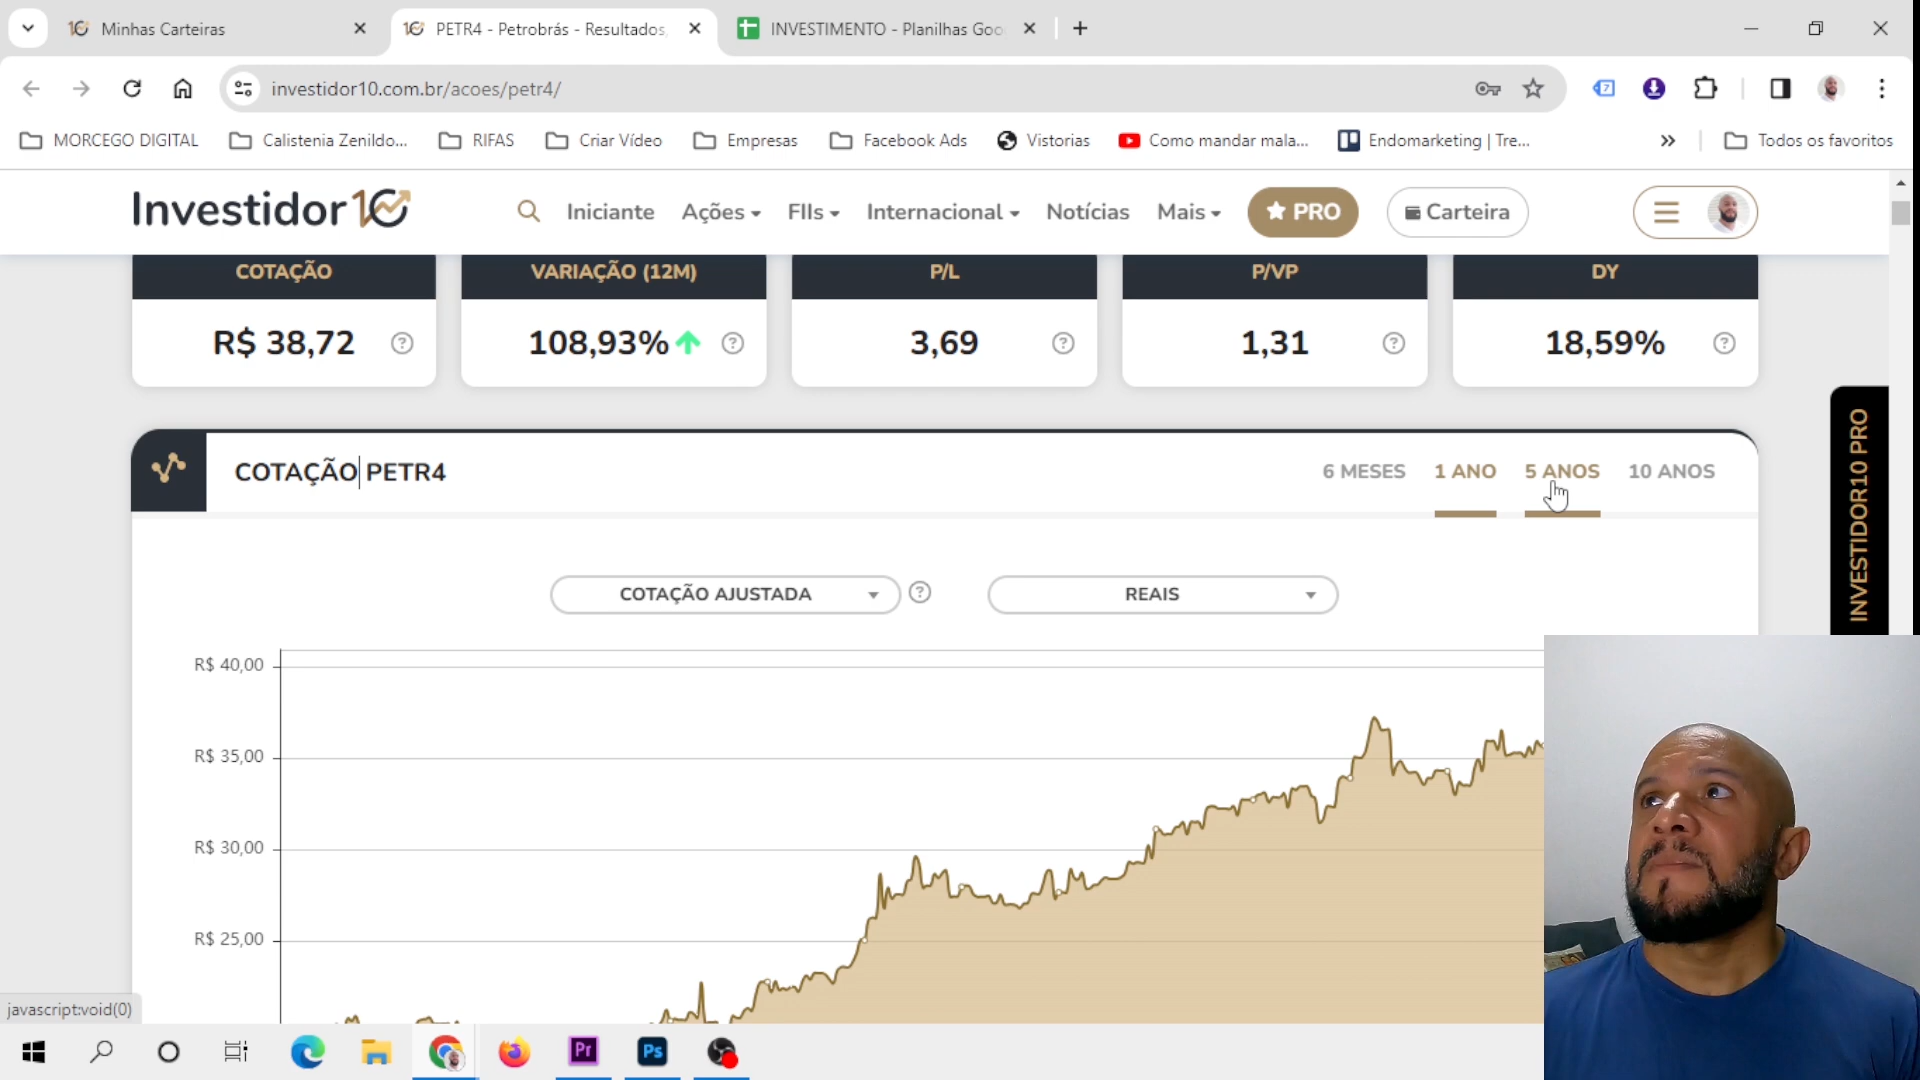 Minhas Carteiras
PETR4 - Petrobrás - Resultados,
INVESTIMENTO - Planilhas Goo
investidor10.com.br/acoes/petr4/
MORCEGO DIGITAL
Calistenia Zenildo...
RIFAS
Criar Vídeo
Empresas
Facebook Ads
Vistorias
Como mandar mala...
Endomarketing | Tre...
»
Todos os favoritos
Investidor10
Iniciante
Ações
FIIs
Internacional
Notícias
Mais
PRO
Carteira
COTAÇÃO
VARIAÇÃO (12M)
P/L
P/VP
DY
R$ 38,72
108,93%
3,69
1,31
18,59%
INVESTIDOR10 PRO
COTAÇÃO PETR4
6 MESES
1 ANO
5 ANOS
10 ANOS
COTAÇÃO AJUSTADA
REAIS
R$ 40,00
R$ 35,00
R$ 30,00
R$ 25,00
javascript:void(0)
Pr
Ps